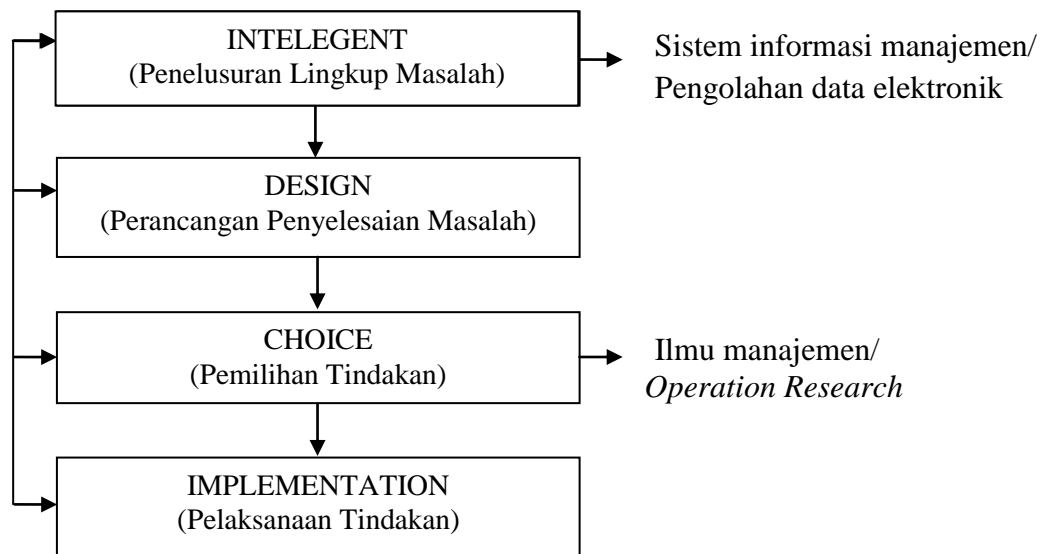 INTELEGENT
(Penelusuran Lingkup Masalah)
Sistem informasi manajemen/
Pengolahan data elektronik
DESIGN
(Perancangan Penyelesaian Masalah)
CHOICE
(Pemilihan Tindakan)
Ilmu manajemen/
Operation Research
IMPLEMENTATION
(Pelaksanaan Tindakan)